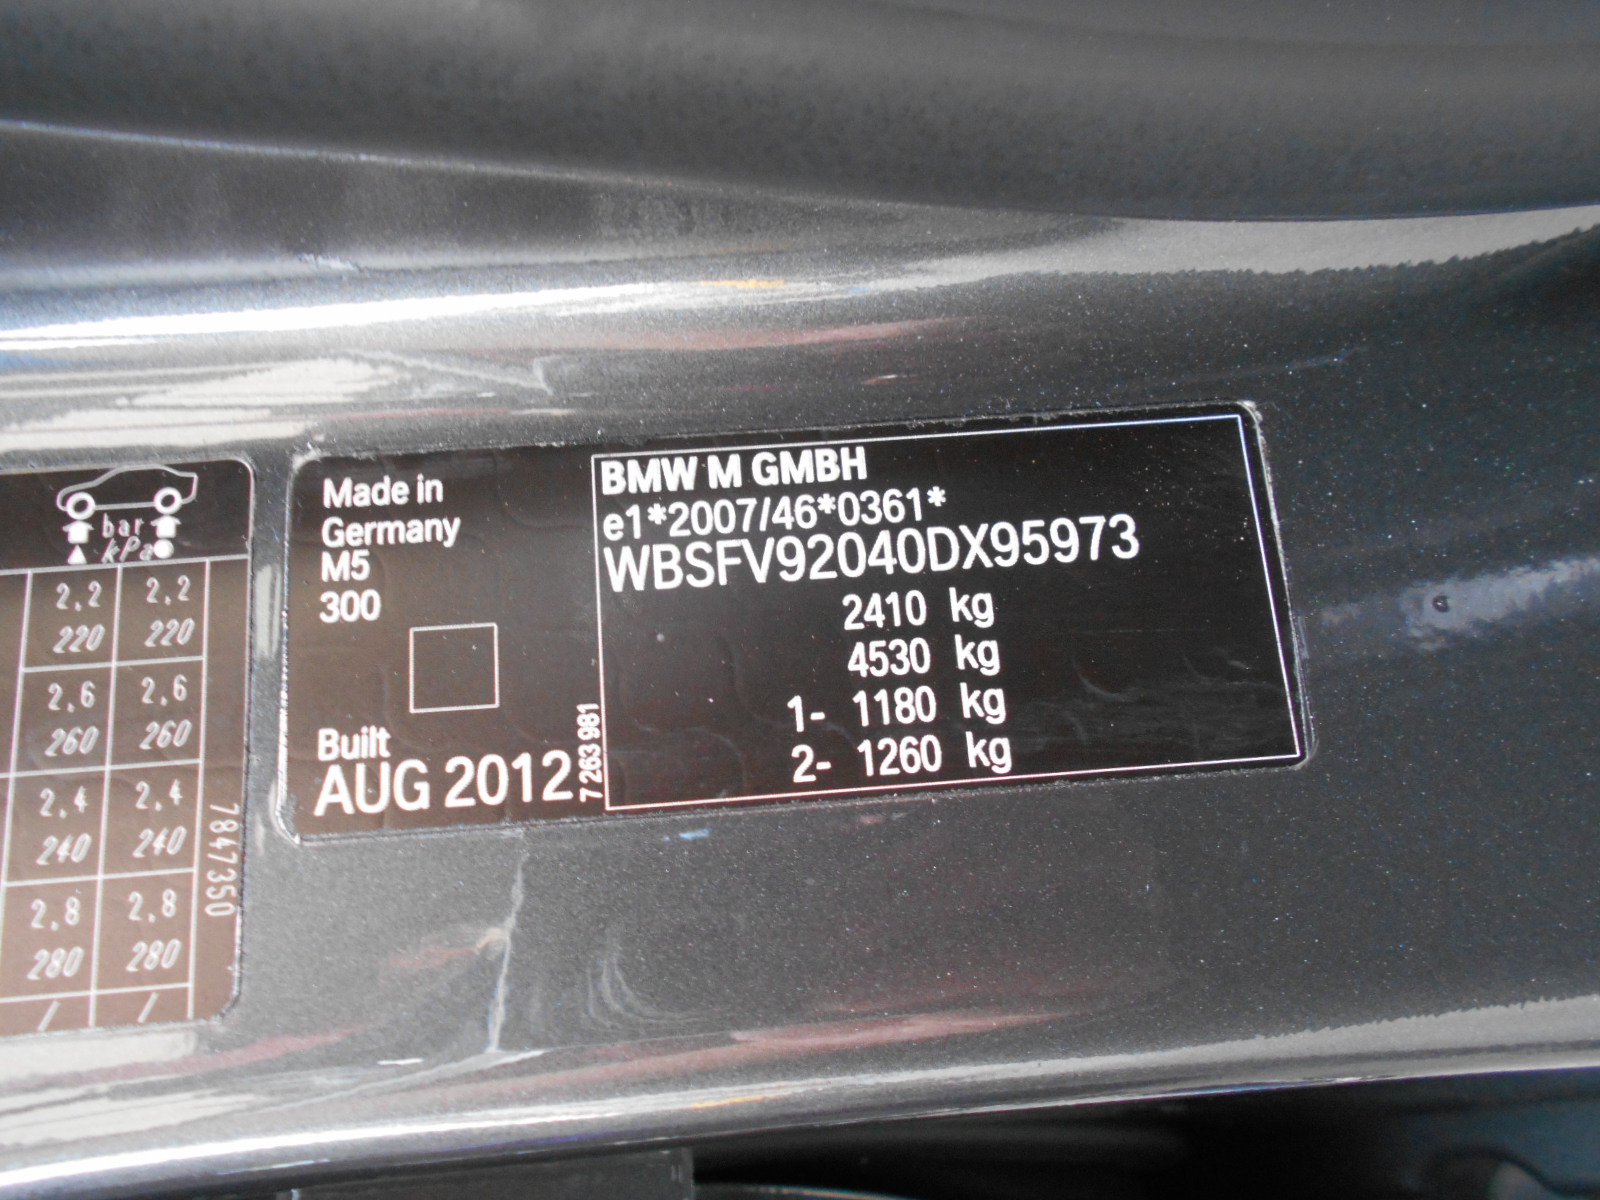 bar
kPa
2,2 2,2
220 220
2,6 2,6
260 260
2,4 2,4
240 240
2,8 2,8
280 280
/ /
7847350
Made in
Germany
M5
300
Built
AUG 2012
7263981
BMW M GMBH
e1*2007/46*0361*
WBSFV92040DX95973
2410 kg
4530 kg
1- 1180 kg
2- 1260 kg